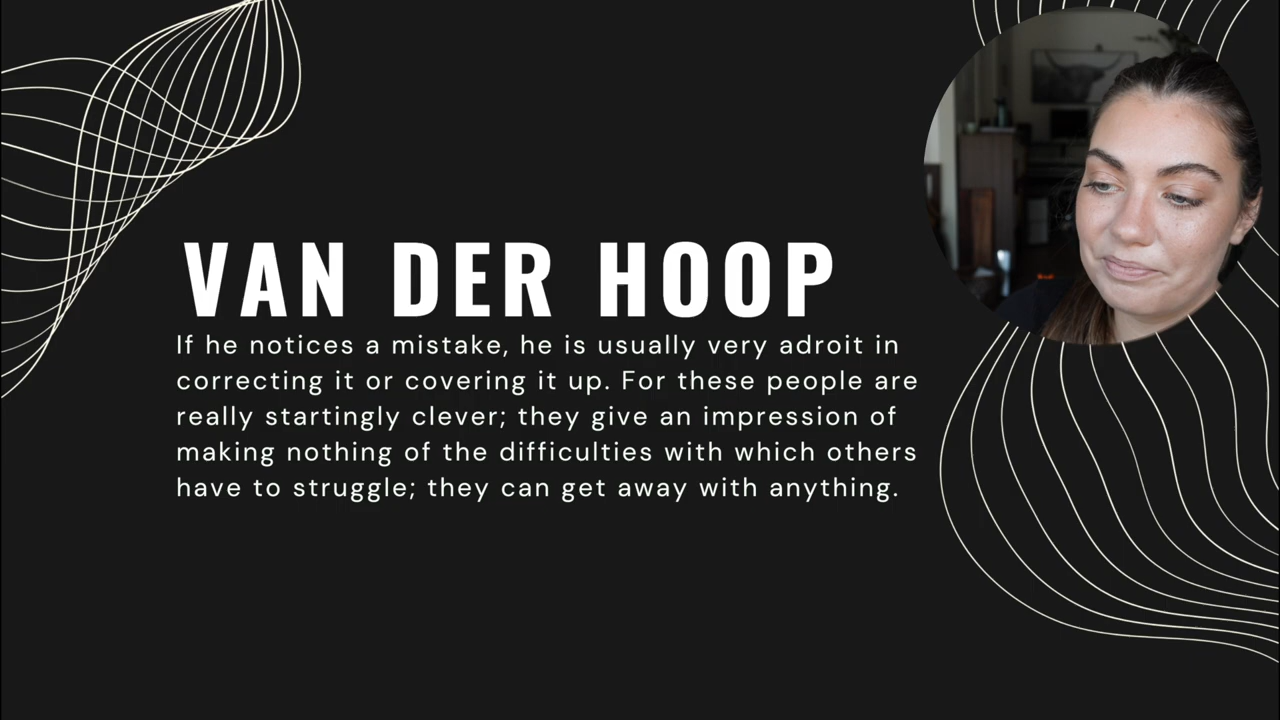 VAN DER HOOP
If he notices a mistake, he is usually very adroit in
correcting it or covering it up. For these people are
really startingly clever; they give an impression of
making nothing of the difficulties with which others
have to struggle; they can get away with anything.